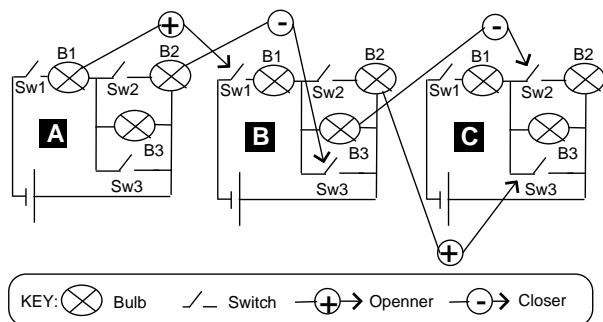 +
-
-
B1
B2
B1
B2
B1
B2
Sw1
Sw2
Sw1
Sw2
Sw1
Sw2
A
B
C
B3
B3
B3
Sw3
Sw3
Sw3
+
KEY: Bulb Switch + Openner - Closer